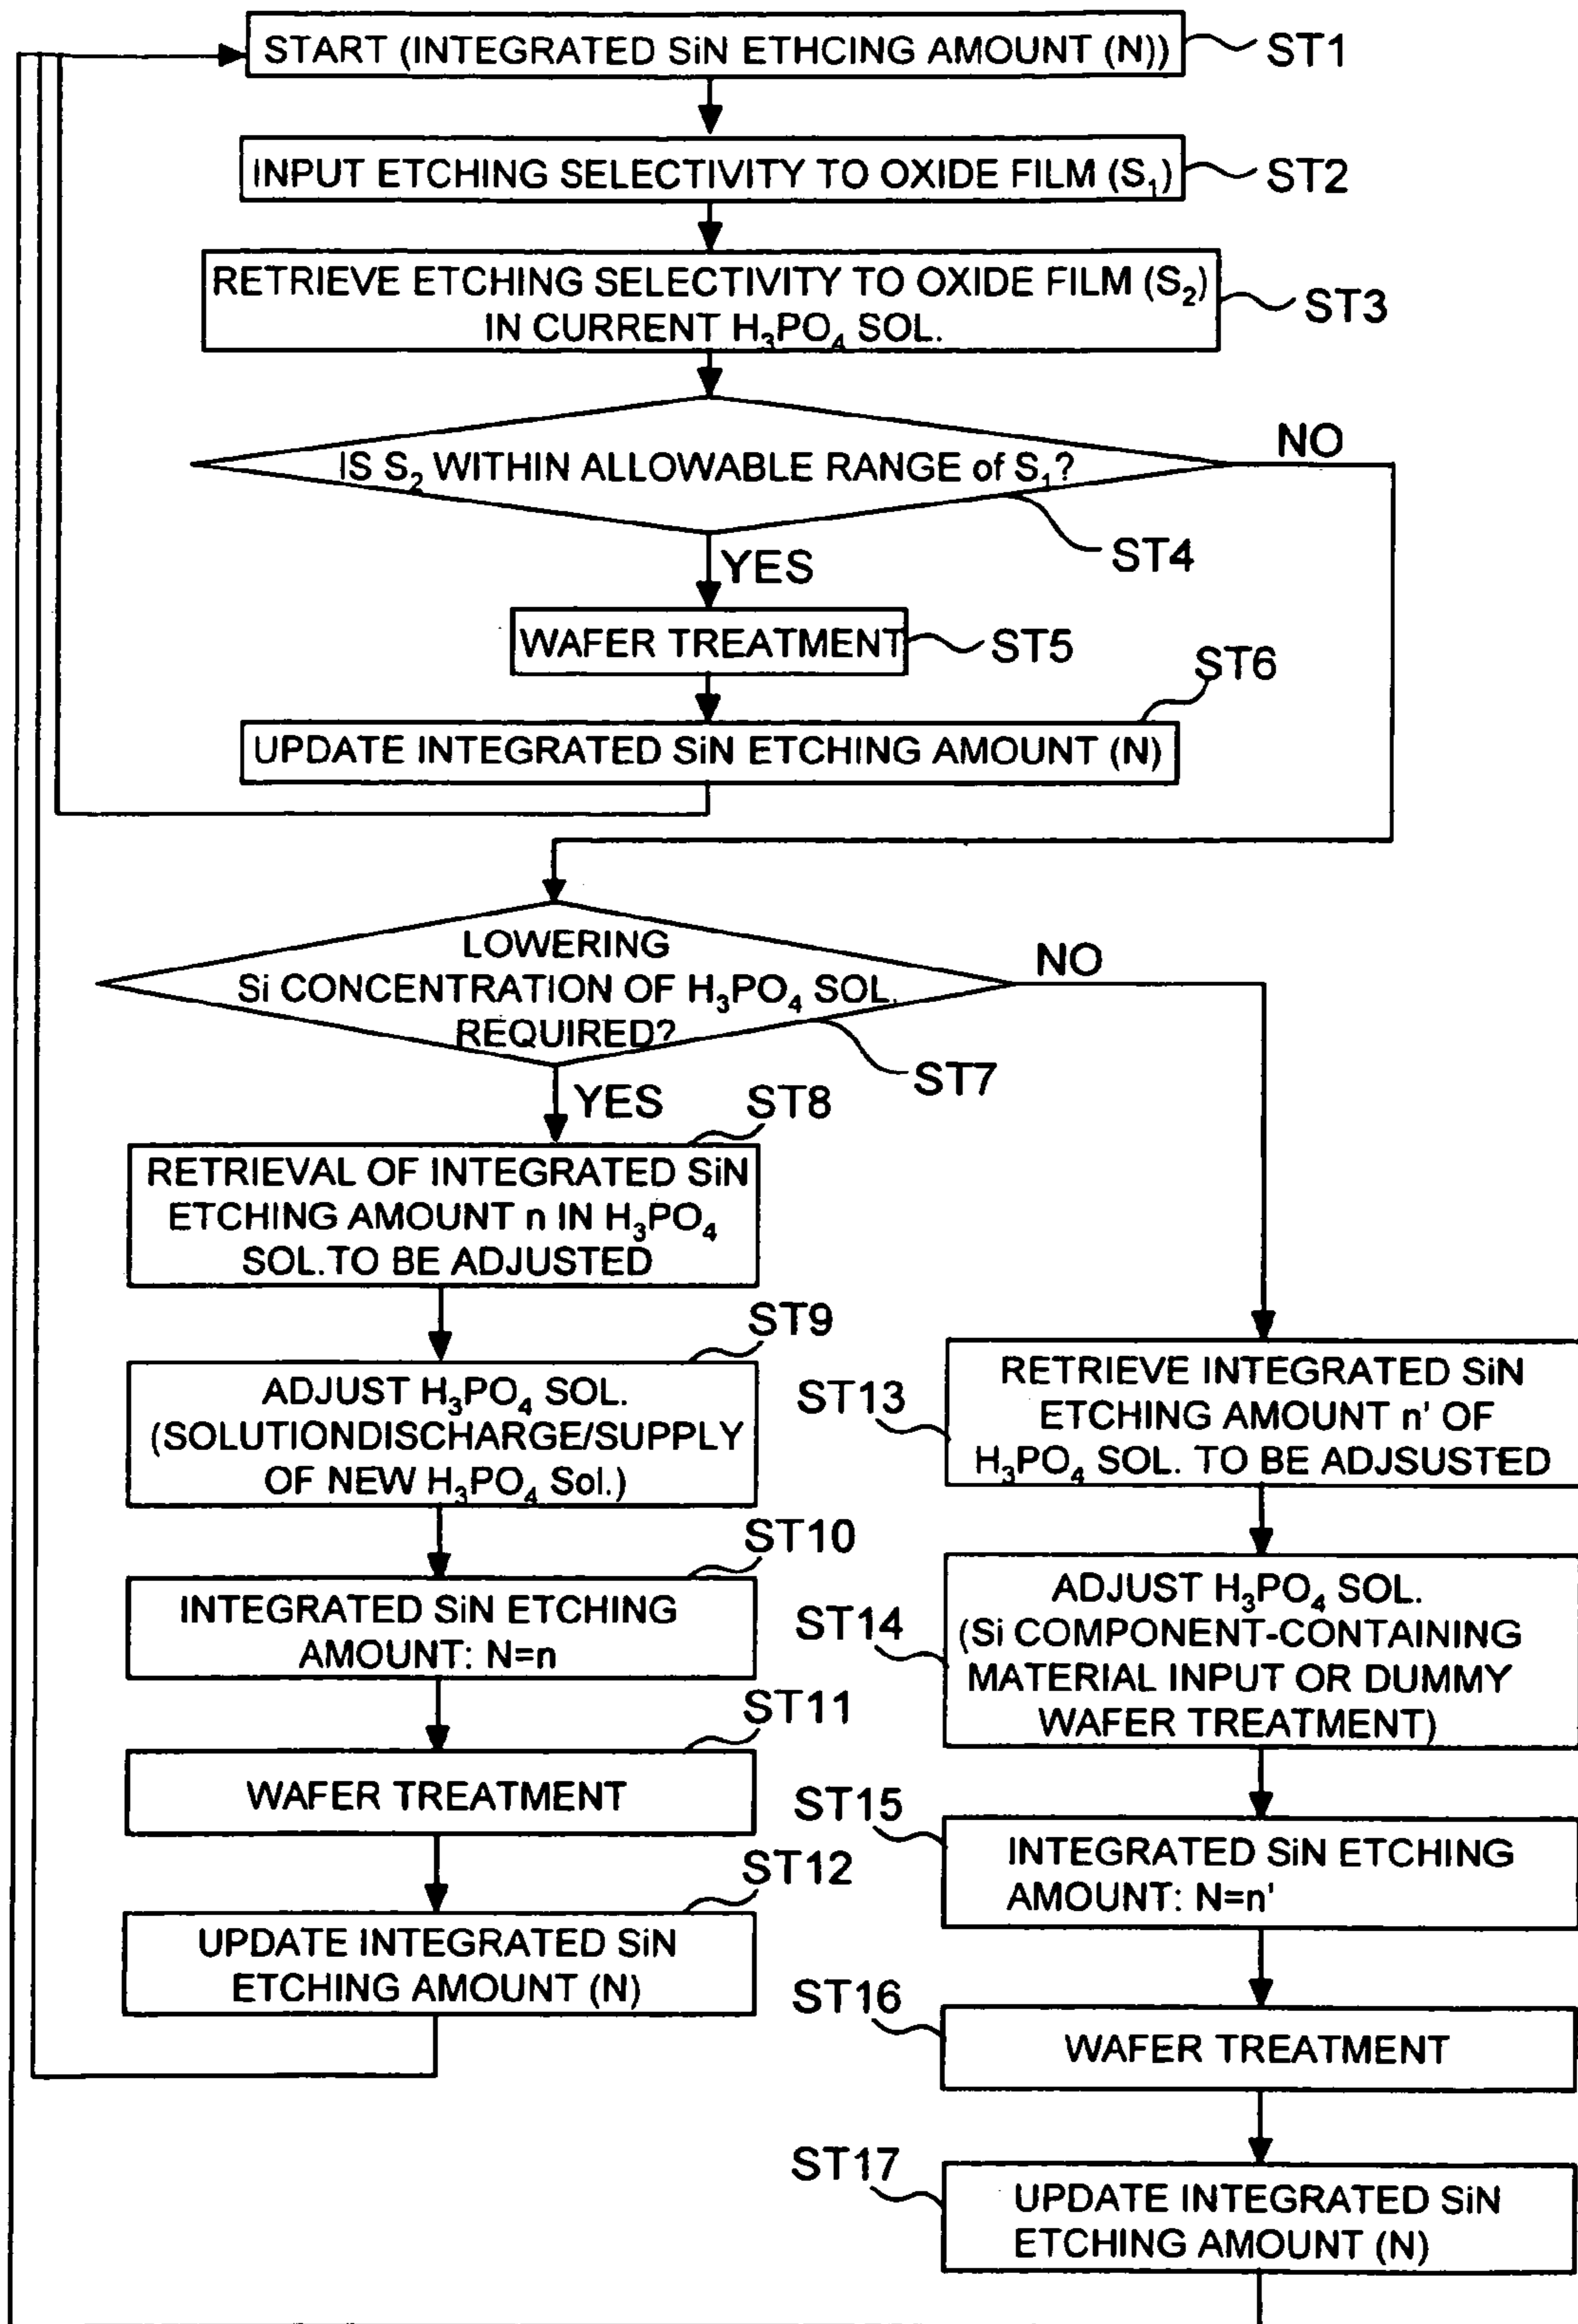 START (INTEGRATED SiN ETHCING AMOUNT (N))
ST1
INPUT ETCHING SELECTIVITY TO OXIDE FILM (S₁)
ST2
RETRIEVE ETCHING SELECTIVITY TO OXIDE FILM (S₂)
IN CURRENT H₃PO₄ SOL.
ST3
IS S₂ WITHIN ALLOWABLE RANGE of S₁?
NO
ST4
YES
WAFER TREATMENT
ST5
ST6
UPDATE INTEGRATED SiN ETCHING AMOUNT (N)
LOWERING
Si CONCENTRATION OF H₃PO₄ SOL.
REQUIRED?
NO
ST7
YES
ST8
RETRIEVAL OF INTEGRATED SiN
ETCHING AMOUNT n IN H₃PO₄
SOL.TO BE ADJUSTED
ST9
ADJUST H₃PO₄ SOL.
(SOLUTIONDISCHARGE/SUPPLY
OF NEW H₃PO₄ Sol.)
ST10
INTEGRATED SiN ETCHING
AMOUNT: N=n
ST11
WAFER TREATMENT
ST12
UPDATE INTEGRATED SiN
ETCHING AMOUNT (N)
ST13
RETRIEVE INTEGRATED SiN
ETCHING AMOUNT n' OF
H₃PO₄ SOL. TO BE ADJSUSTED
ST14
ADJUST H₃PO₄ SOL.
(Si COMPONENT-CONTAINING
MATERIAL INPUT OR DUMMY
WAFER TREATMENT)
ST15
INTEGRATED SiN ETCHING
AMOUNT: N=n'
ST16
WAFER TREATMENT
ST17
UPDATE INTEGRATED SiN
ETCHING AMOUNT (N)